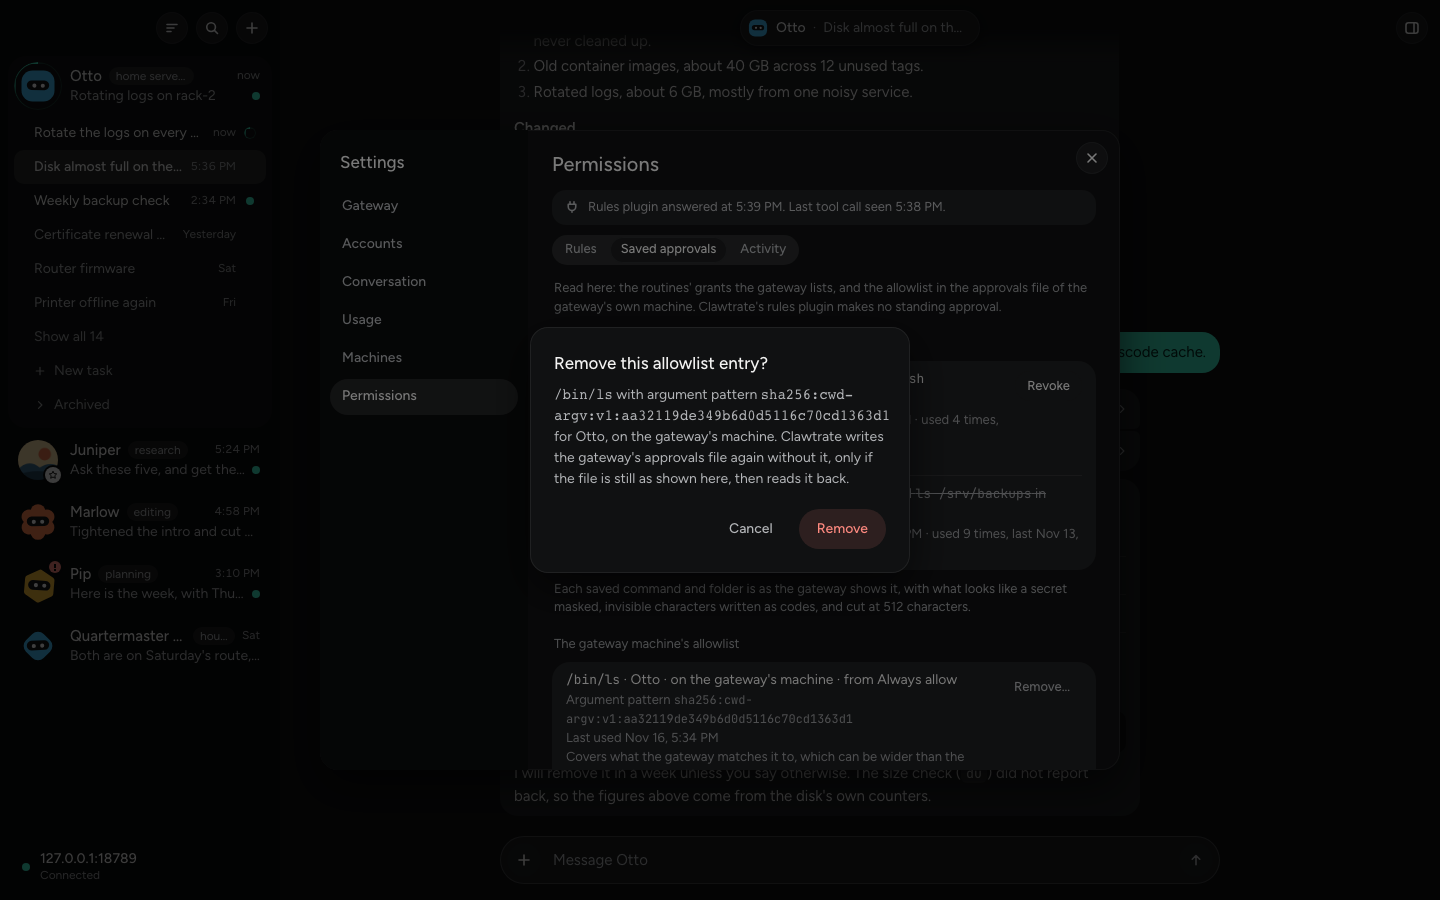 Otto
home serve...
now
Rotating logs on rack-2
Rotate the logs on every ...
now
Disk almost full on the...
5:36 PM
Weekly backup check
2:34 PM
Certificate renewal ...
Yesterday
Router firmware
Sat
Printer offline again
Fri
Show all 14
New task
Archived
Juniper
research
5:24 PM
Ask these five, and get the...
Marlow
editing
4:58 PM
Tightened the intro and cut ...
Pip
planning
3:10 PM
Here is the week, with Thu...
Quartermaster ...
hou...
Sat
Both are on Saturday's route,...
127.0.0.1:18789
Connected
Otto · Disk almost full on th...
never cleaned up.
2. Old container images, about 40 GB across 12 unused tags.
3. Rotated logs, about 6 GB, mostly from one noisy service.
Changed
scode cache.
Settings
Gateway
Accounts
Conversation
Usage
Machines
Permissions
Permissions
Rules plugin answered at 5:39 PM. Last tool call seen 5:38 PM.
Rules
Saved approvals
Activity
Read here: the routines' grants the gateway lists, and the allowlist in the approvals file of the
gateway's own machine. Clawtrate's rules plugin makes no standing approval.
sh
Revoke
· used 4 times,
ls /srv/backups in
PM · used 9 times, last Nov 13,
Remove this allowlist entry?
/bin/ls with argument pattern sha256:cwd-
argv:v1:aa32119de349b6d0d5116c70cd1363d1
for Otto, on the gateway's machine. Clawtrate writes
the gateway's approvals file again without it, only if
the file is still as shown here, then reads it back.
Cancel
Remove
Each saved command and folder is as the gateway shows it, with what looks like a secret
masked, invisible characters written as codes, and cut at 512 characters.
The gateway machine's allowlist
/bin/ls · Otto · on the gateway's machine · from Always allow
Remove...
Argument pattern sha256:cwd-
argv:v1:aa32119de349b6d0d5116c70cd1363d1
Last used Nov 16, 5:34 PM
Covers what the gateway matches it to, which can be wider than the
I will remove it in a week unless you say otherwise. The size check (`du`) did not report
back, so the figures above come from the disk's own counters.
Message Otto